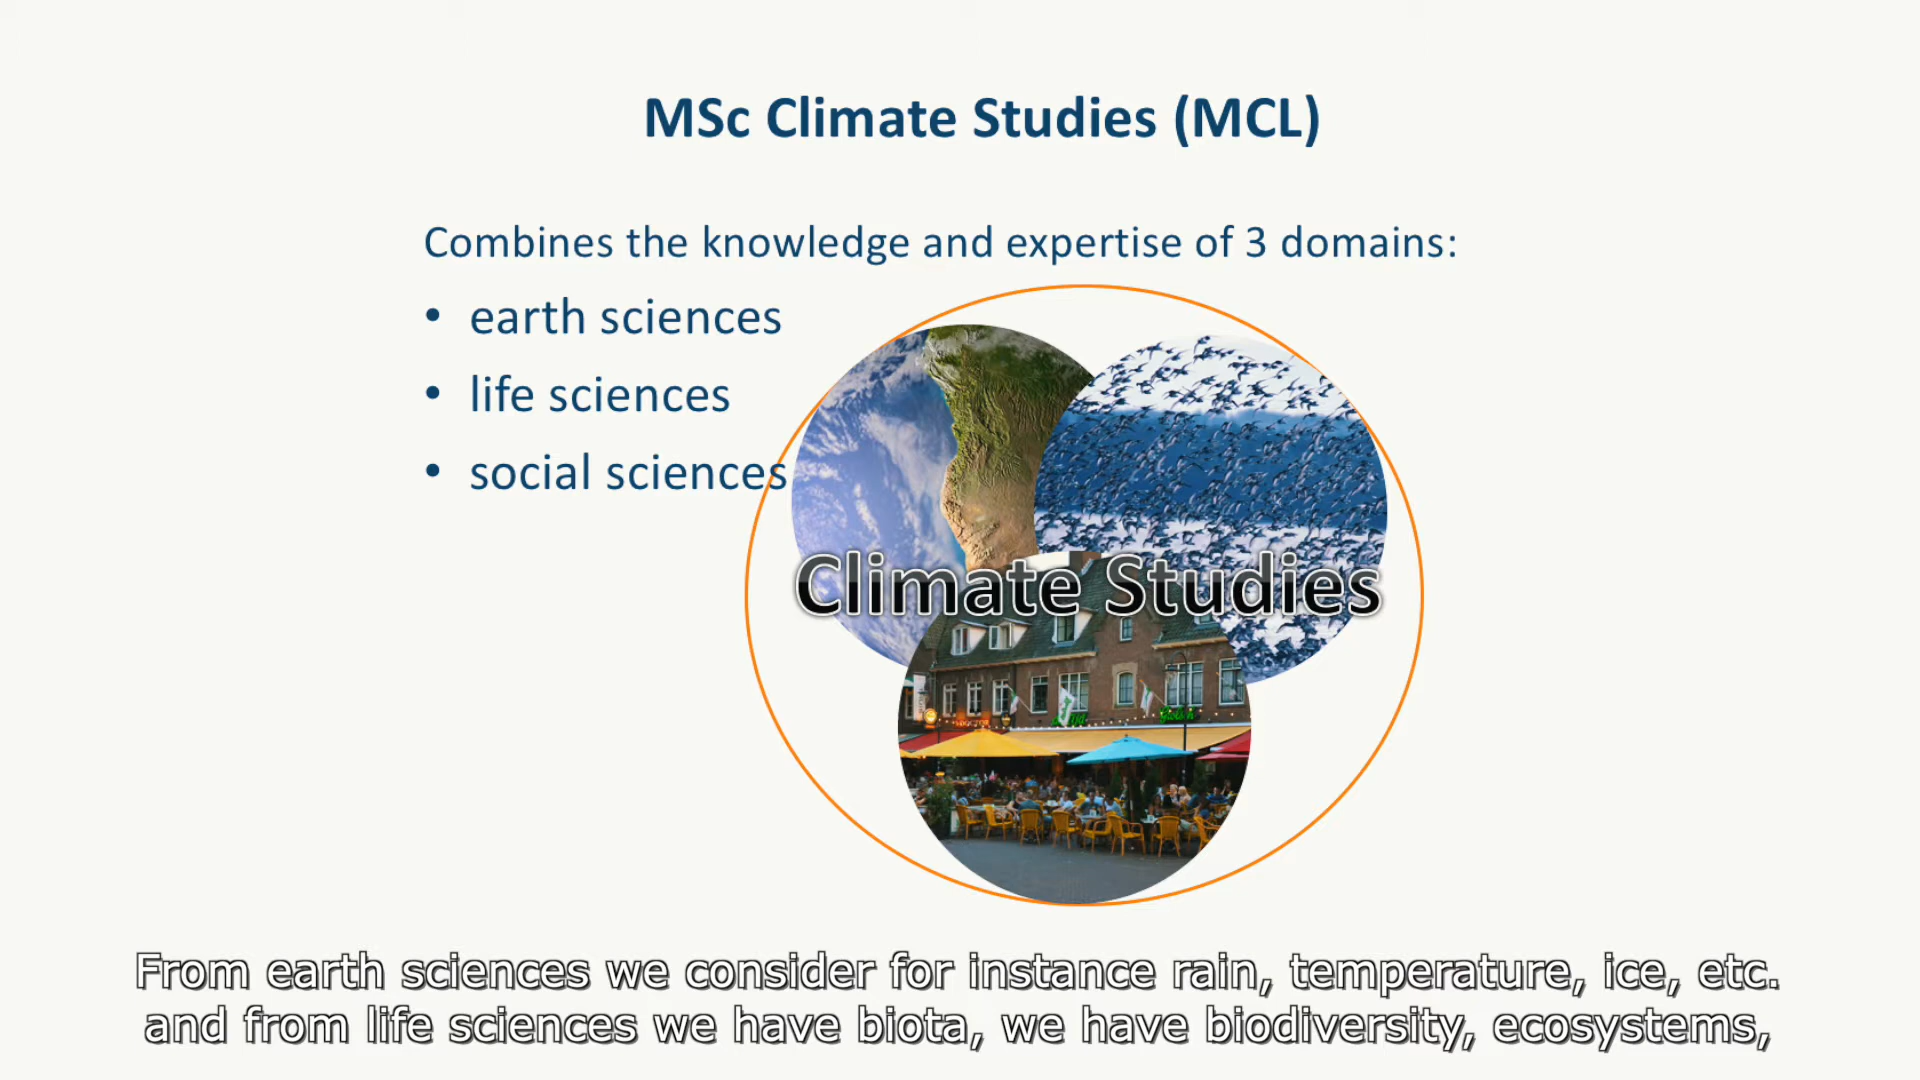 MSc Climate Studies (MCL)
Combines the knowledge and expertise of 3 domains:
• earth sciences
• life sciences
• social sciences
Climate Studies
Grolsch
From earth sciences we consider for instance rain, temperature, ice, etc.
and from life sciences we have biota, we have biodiversity, ecosystems,